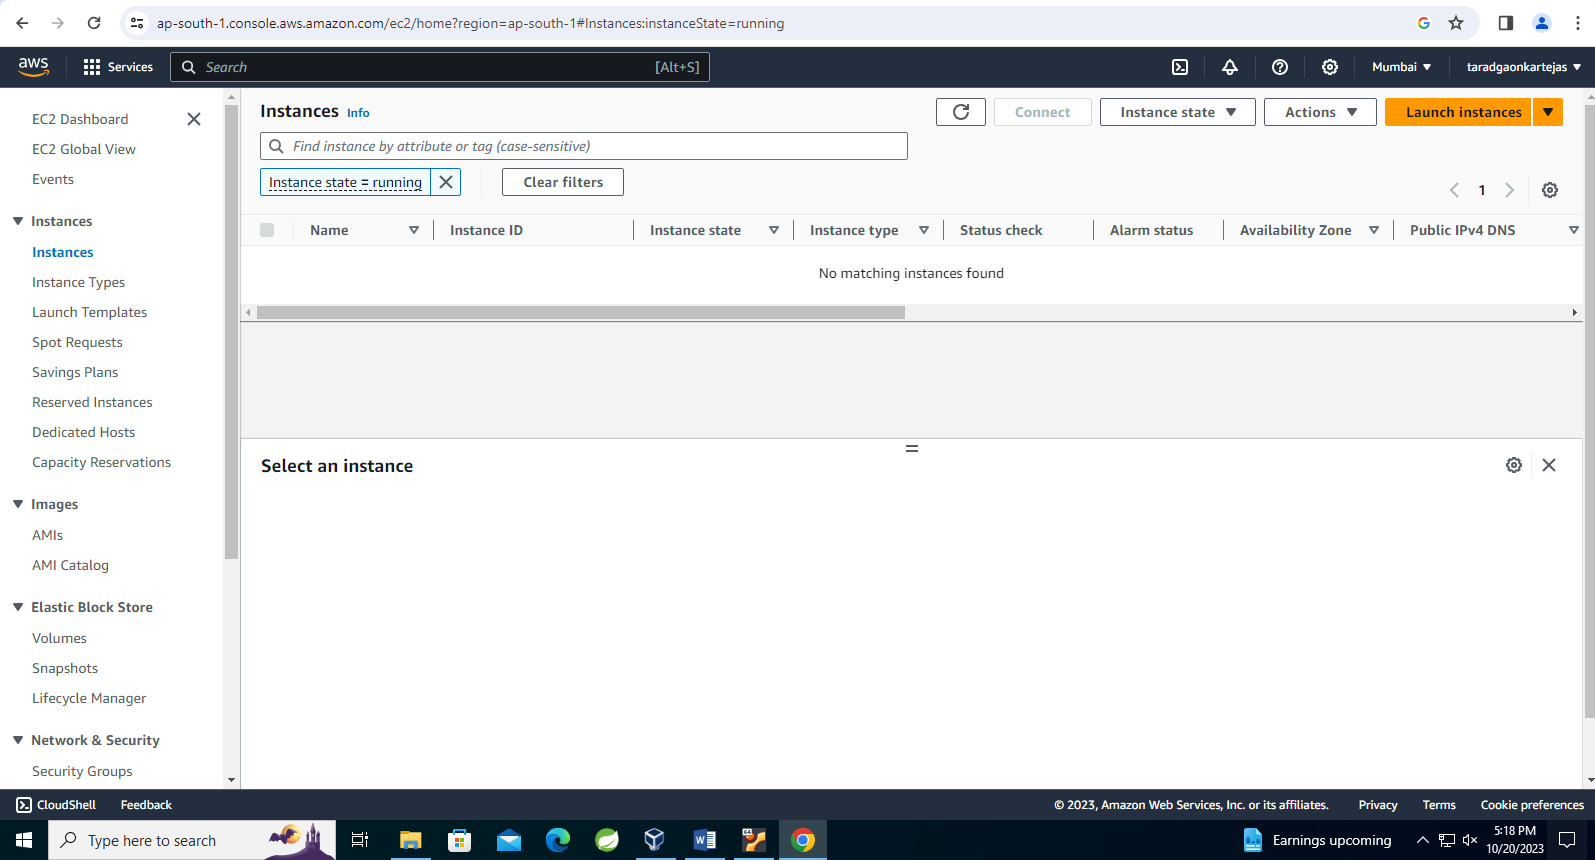 ap-south-1.console.aws.amazon.com/ec2/home?region=ap-south-1#Instances:instanceState=running
aws
Services
Search
[Alt+S]
Mumbai
taradgaonkartejas
EC2 Dashboard
EC2 Global View
Events
Instances
Instances
Instance Types
Launch Templates
Spot Requests
Savings Plans
Reserved Instances
Dedicated Hosts
Capacity Reservations
Images
AMIs
AMI Catalog
Elastic Block Store
Volumes
Snapshots
Lifecycle Manager
Network & Security
Security Groups
Instances Info
Connect
Instance state
Actions
Launch instances
Find instance by attribute or tag (case-sensitive)
Instance state = running
Clear filters
1
Name
Instance ID
Instance state
Instance type
Status check
Alarm status
Availability Zone
Public IPv4 DNS
No matching instances found
Select an instance
CloudShell
Feedback
© 2023, Amazon Web Services, Inc. or its affiliates.
Privacy
Terms
Cookie preferences
Type here to search
Earnings upcoming
5:18 PM
10/20/2023